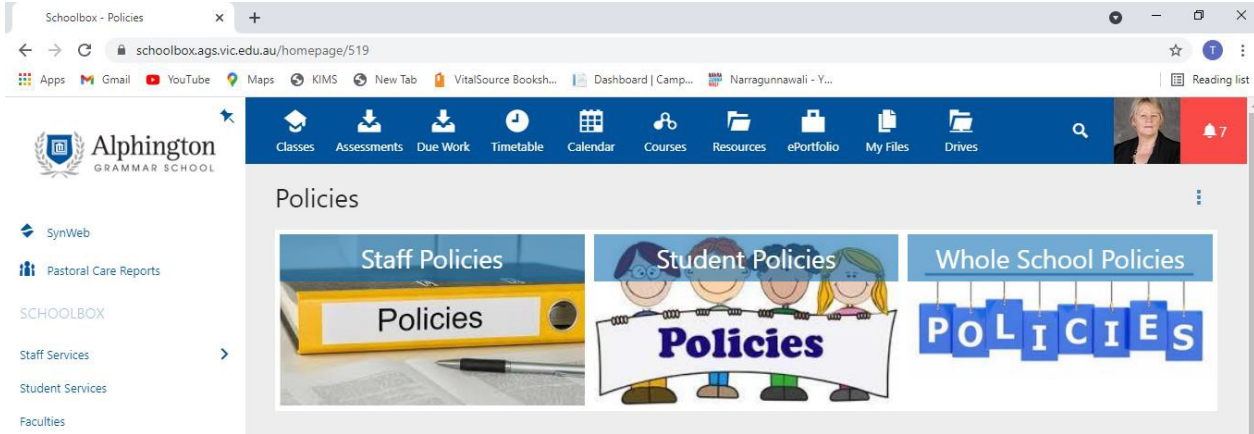 Schoolbox - Policies
schoolbox.ags.vic.edu.au/homepage/519
T
Apps Gmail YouTube Maps KIMS New Tab VitalSource Booksh... Dashboard | Camp... Narragunnawali - Y... Reading list
Alphington
GRAMMAR SCHOOL
Classes Assessments Due Work Timetable Calendar Courses Resources ePortfolio My Files Drives 7
Policies
SynWeb
Pastoral Care Reports
SCHOOLBOX
Staff Services
Student Services
Faculties
Staff Policies
Policies
Student Policies
Policies
Whole School Policies
POLICIES